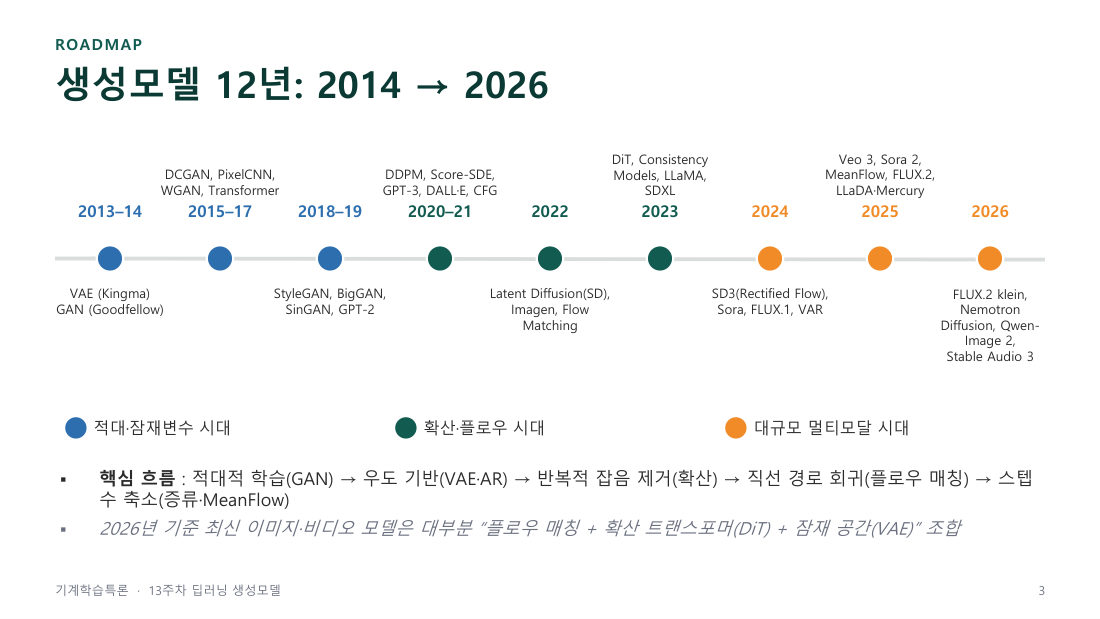 ROADMAP
생성모델 12년: 2014 → 2026
DCGAN, PixelCNN,
WGAN, Transformer
DDPM, Score-SDE,
GPT-3, DALL·E, CFG
DiT, Consistency
Models, LLaMA,
SDXL
Veo 3, Sora 2,
MeanFlow, FLUX.2,
LLaDA·Mercury
2013–14
2015–17
2018–19
2020–21
2022
2023
2024
2025
2026
VAE (Kingma)
GAN (Goodfellow)
StyleGAN, BigGAN,
SinGAN, GPT-2
Latent Diffusion(SD),
Imagen, Flow
Matching
SD3(Rectified Flow),
Sora, FLUX.1, VAR
FLUX.2 klein,
Nemotron
Diffusion, Qwen-
Image 2,
Stable Audio 3
적대·잠재변수 시대
확산·플로우 시대
대규모 멀티모달 시대
▪ 핵심 흐름 : 적대적 학습(GAN) → 우도 기반(VAE·AR) → 반복적 잡음 제거(확산) → 직선 경로 회귀(플로우 매칭) → 스텝
수 축소(증류·MeanFlow)
▪ 2026년 기준 최신 이미지·비디오 모델은 대부분 “플로우 매칭 + 확산 트랜스포머(DiT) + 잠재 공간(VAE)” 조합
기계학습특론 · 13주차 딥러닝 생성모델
3